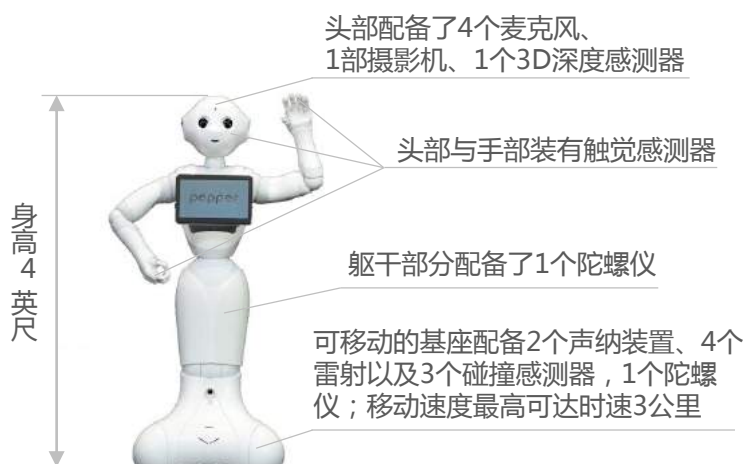 头部配备了4个麦克风、
1部摄影机、1个3D深度感测器
头部与手部装有触觉感测器
pepper
身高4英尺
躯干部分配备了1个陀螺仪
可移动的基座配备2个声纳装置、4个
雷射以及3个碰撞感测器，1个陀螺
仪；移动速度最高可达时速3公里